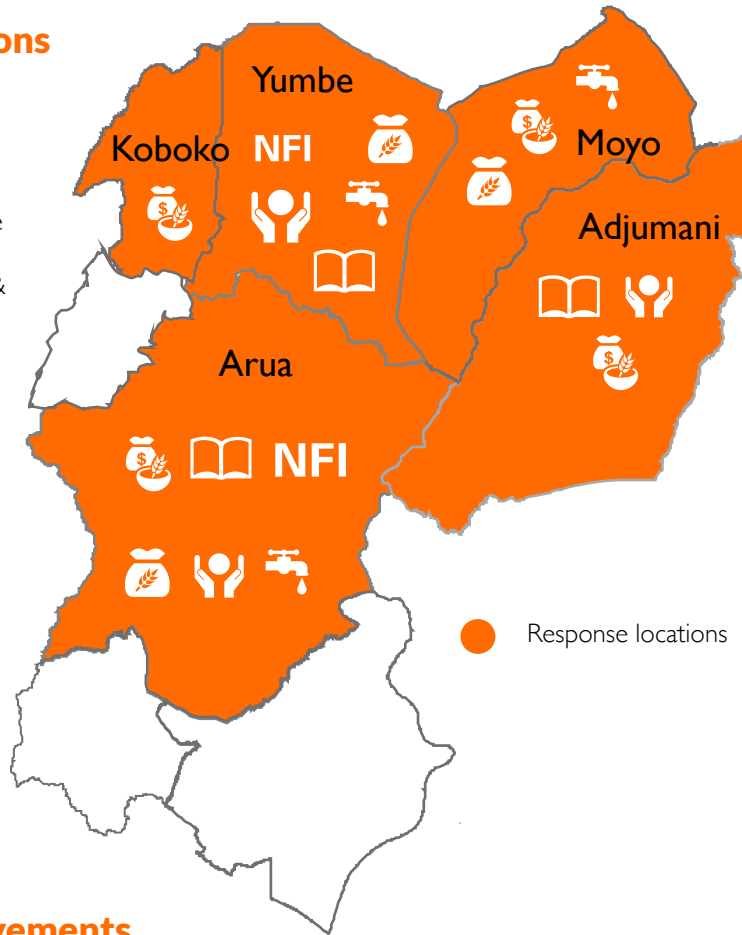 ons
Yumbe
Koboko
NFI
Moyo
e
Adjumani
&
Arua
NFI
Response locations
vements